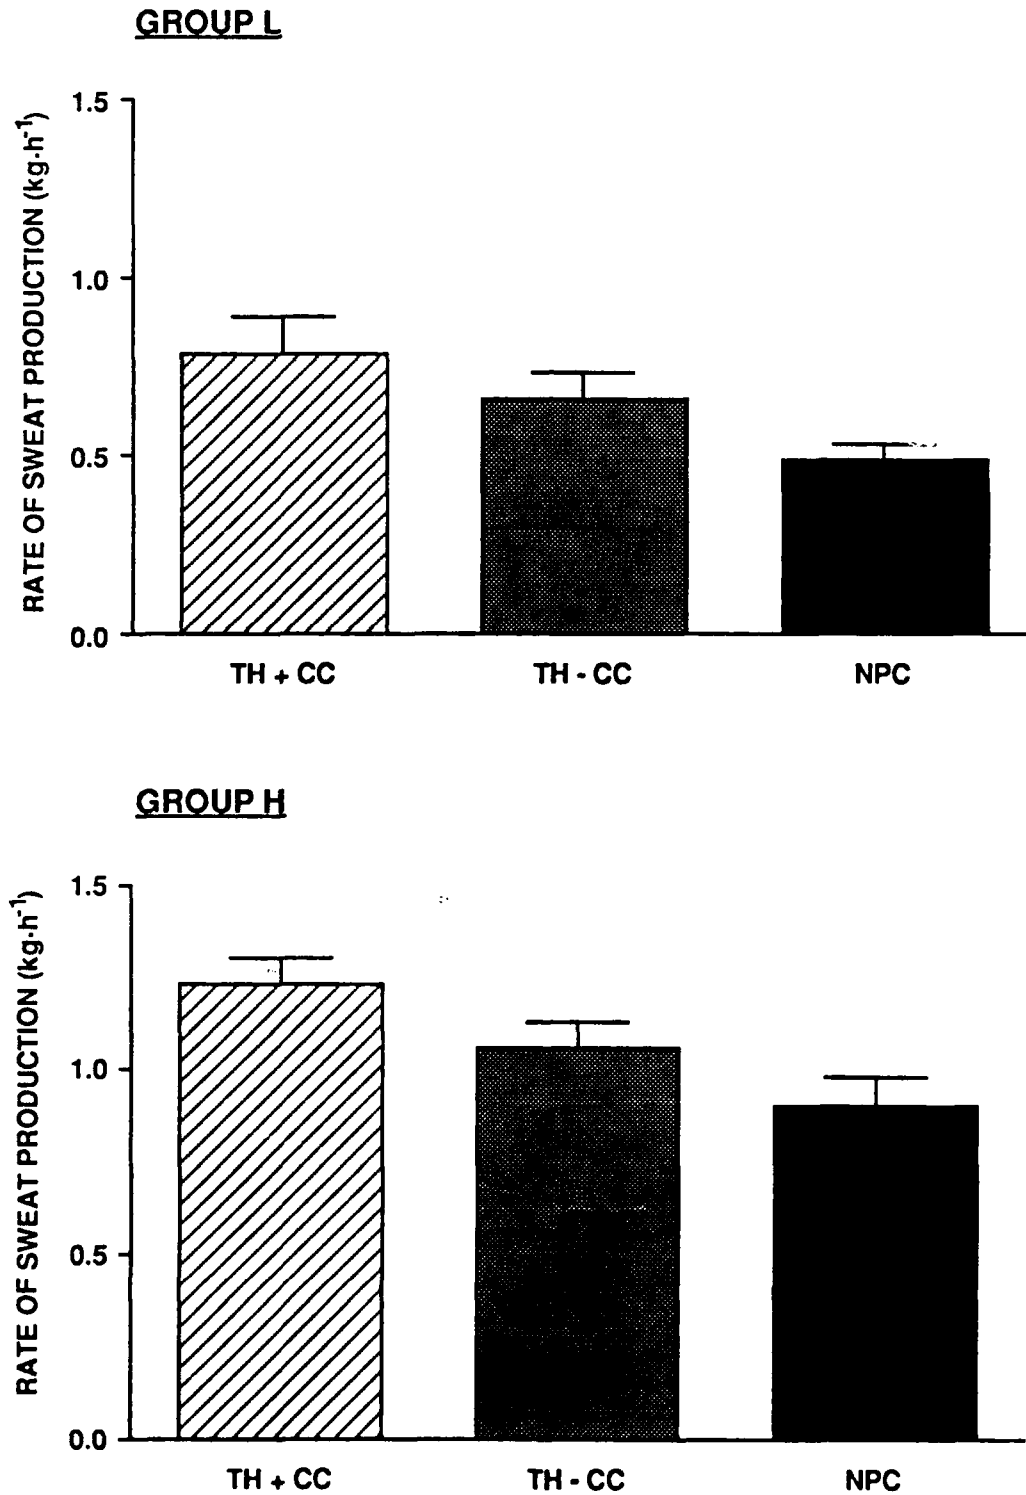 GROUP L
RATE OF SWEAT PRODUCTION (kg·h⁻¹)
1.5
1.0
0.5
0.0
TH + CC TH - CC NPC
GROUP H
RATE OF SWEAT PRODUCTION (kg·h⁻¹)
1.5
1.0
0.5
0.0
TH + CC TH - CC NPC